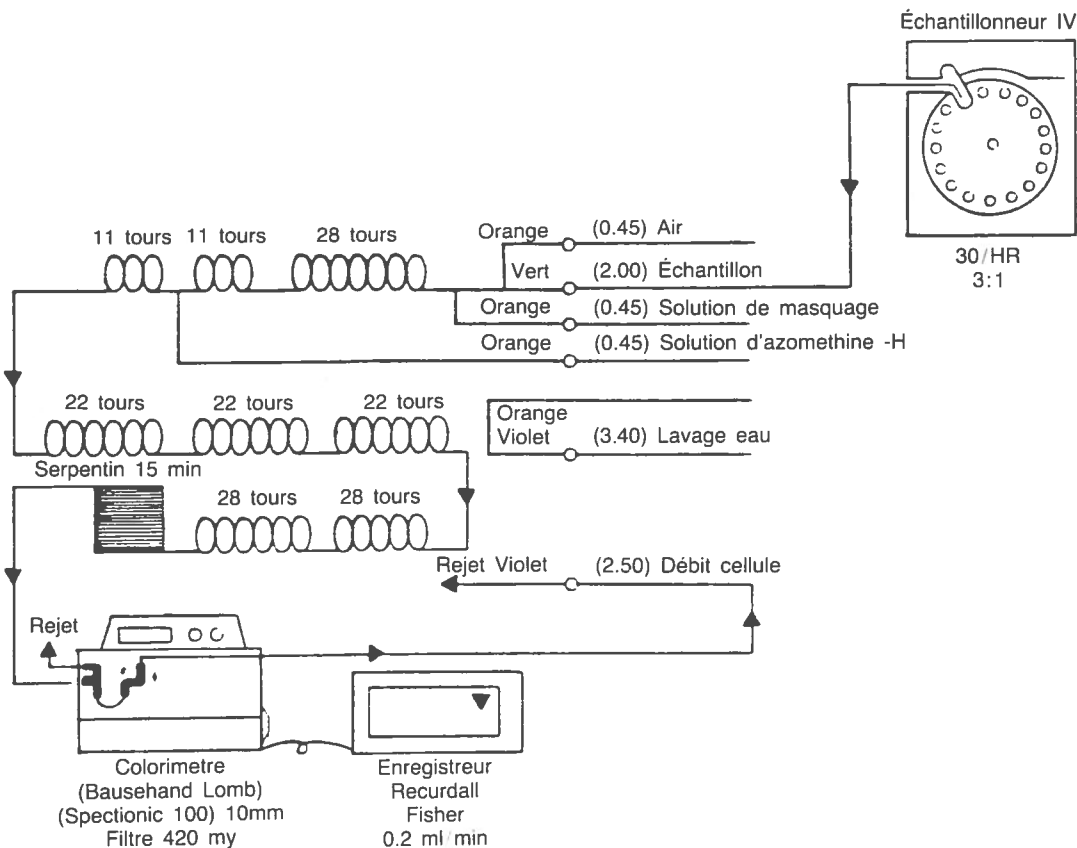 Échantillonneur IV
30/HR
3:1
11 tours
11 tours
28 tours
Orange
(0.45) Air
Vert
(2.00) Échantillon
Orange
(0.45) Solution de masquage
Orange
(0.45) Solution d'azomethine -H
22 tours
22 tours
22 tours
Orange
Violet
(3.40) Lavage eau
Serpentin 15 min
28 tours
28 tours
Rejet Violet
(2.50) Débit cellule
Rejet
Colorimetre
(Bausehand Lomb)
(Spectionic 100) 10mm
Filtre 420 my
Enregistreur
Recurdall
Fisher
0.2 ml/min